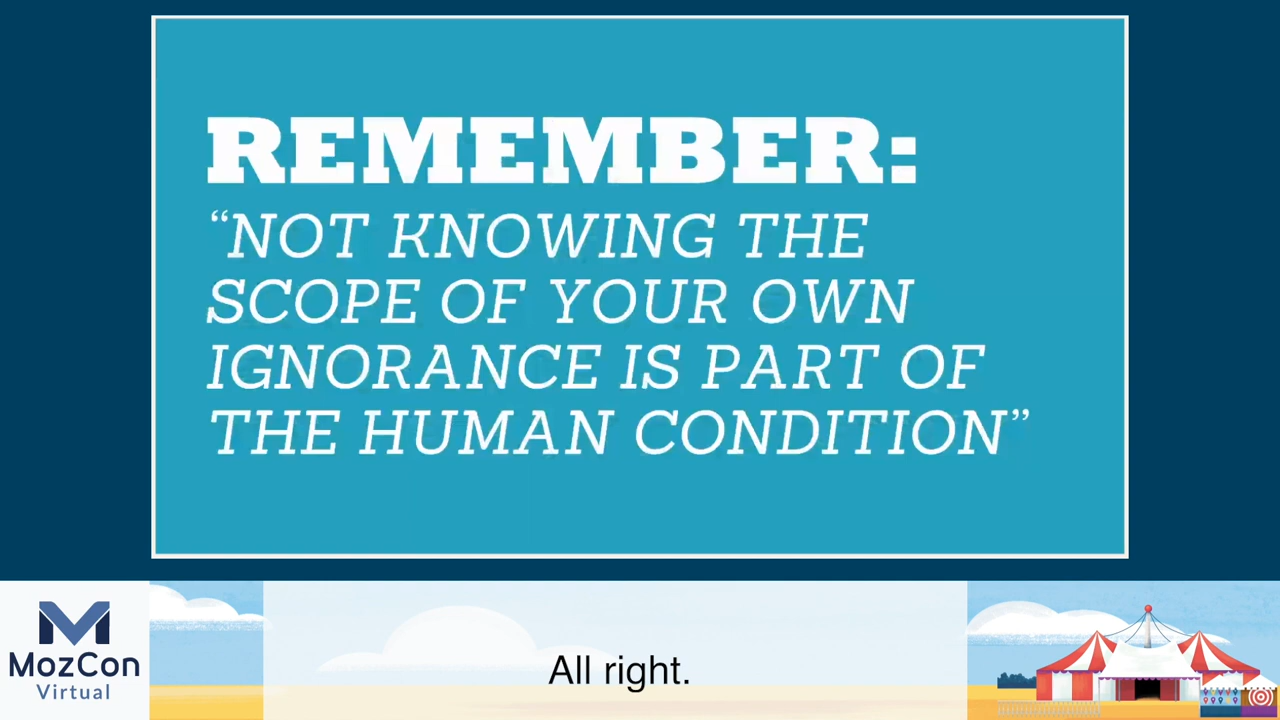 REMEMBER:
“NOT KNOWING THE
SCOPE OF YOUR OWN
IGNORANCE IS PART OF
THE HUMAN CONDITION”
MozCon
Virtual
All right.